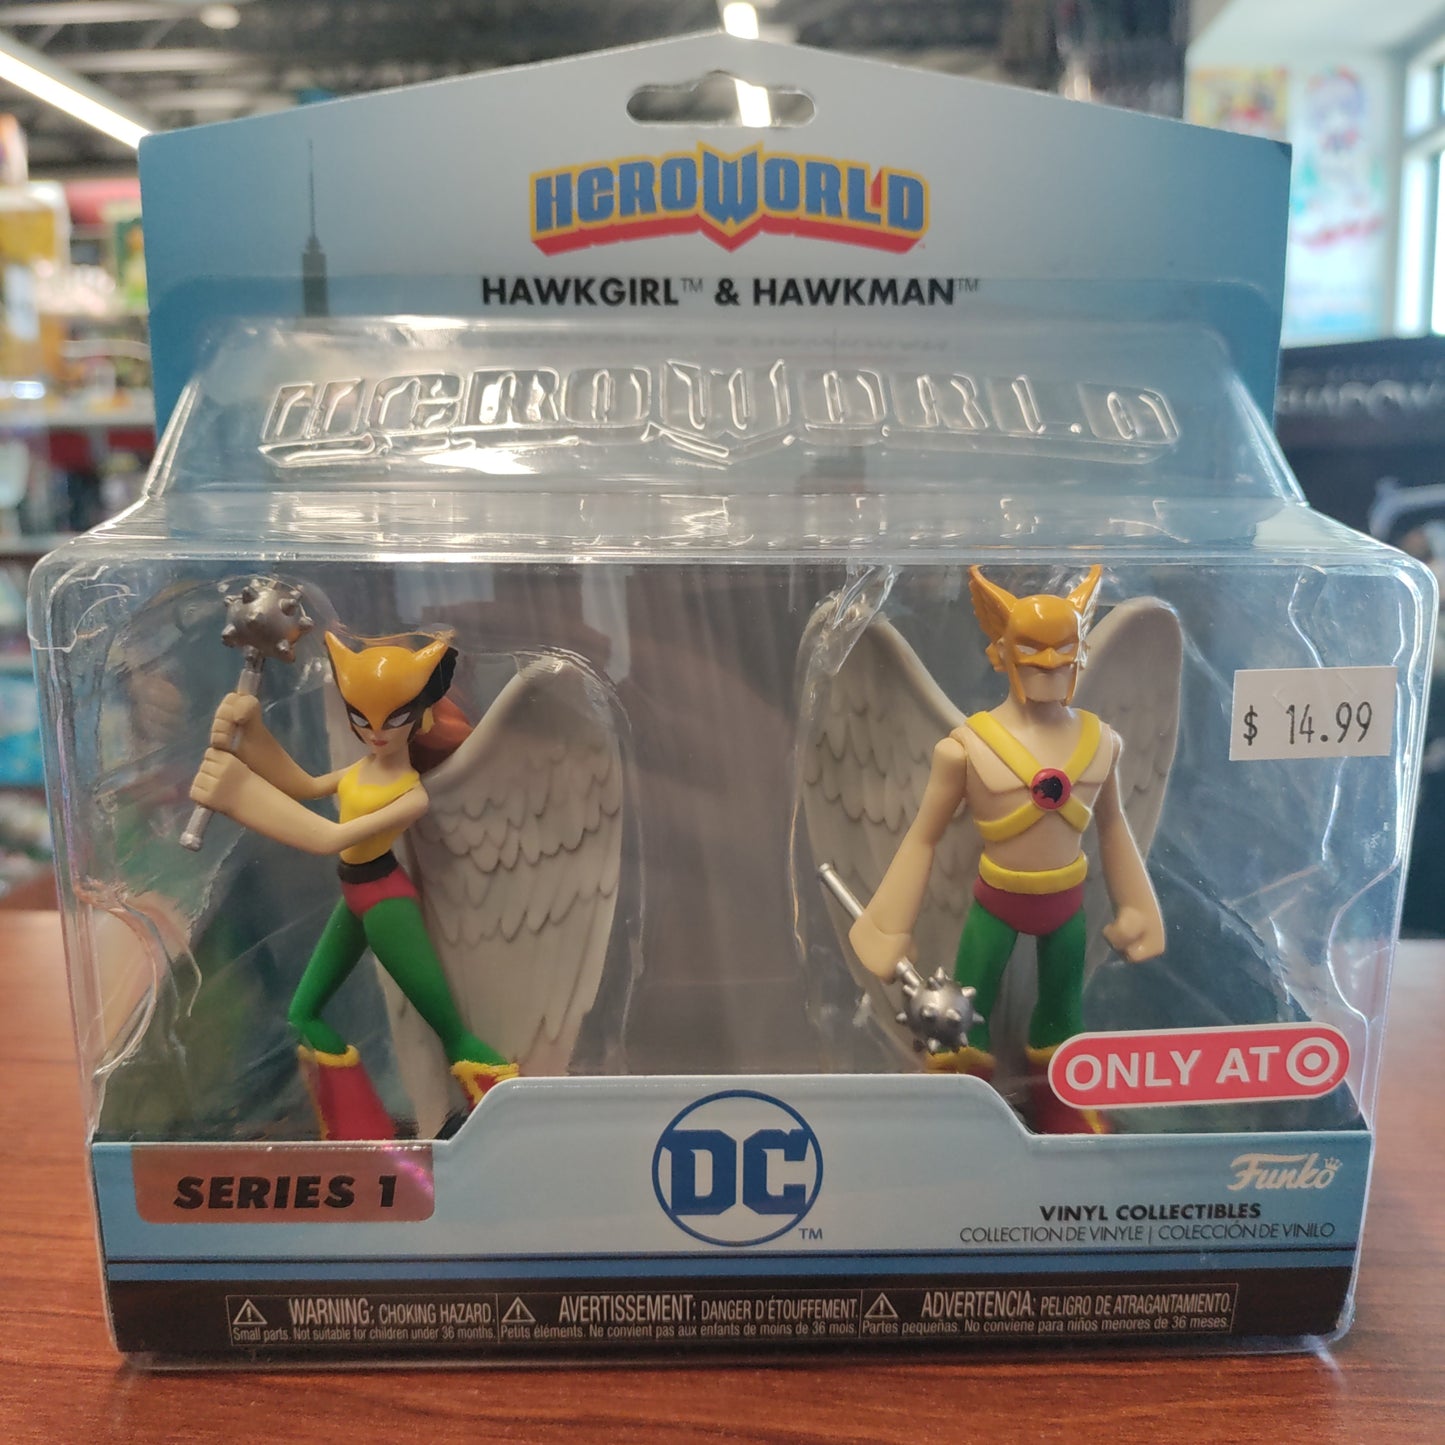 HEROWORLD
HAWKGIRL™ & HAWKMAN™
HEROWORLD
$ 14.99
ONLY AT
SERIES 1
DC™
Funko
VINYL COLLECTIBLES
COLLECTION DE VINYLE | COLECCIÓN DE VINILO
WARNING: CHOKING HAZARD.
Small parts. Not suitable for children under 36 months.
AVERTISSEMENT: DANGER D'ÉTOUFFEMENT.
Petits éléments. Ne convient pas aux enfants de moins de 36 mois.
ADVERTENCIA: PELIGRO DE ATRAGANTAMIENTO.
Partes pequeñas. No conviene para niños menores de 36 meses.